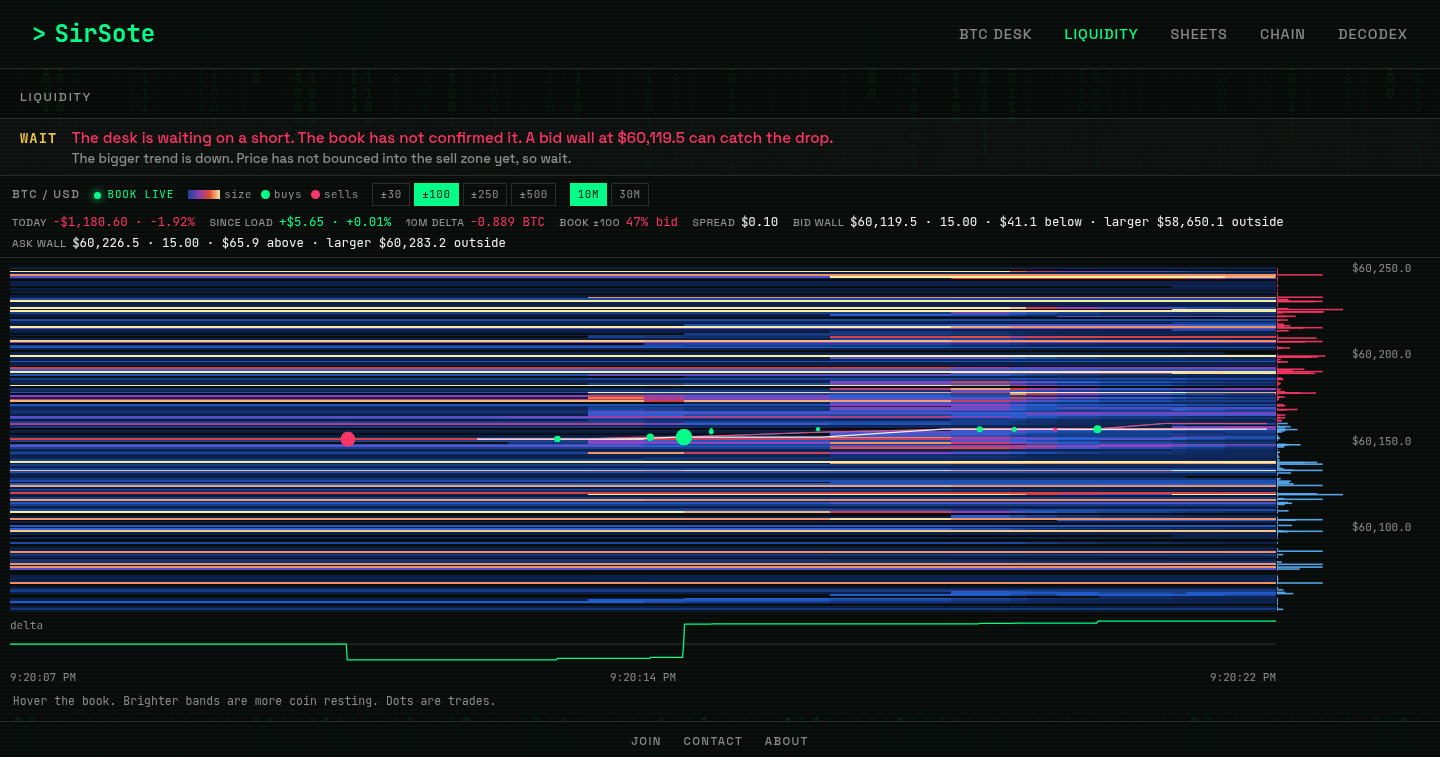 > SirSote
BTC DESK LIQUIDITY SHEETS CHAIN DECODEX
LIQUIDITY
WAIT The desk is waiting on a short. The book has not confirmed it. A bid wall at $60,119.5 can catch the drop.
The bigger trend is down. Price has not bounced into the sell zone yet, so wait.
BTC / USD BOOK LIVE size buys sells ±30 ±100 ±250 ±500 10M 30M
TODAY -$1,180.60 · -1.92% SINCE LOAD +$5.65 · +0.01% 10M DELTA -0.889 BTC BOOK ±100 47% bid SPREAD $0.10 BID WALL $60,119.5 · 15.00 · $41.1 below · larger $58,650.1 outside
ASK WALL $60,226.5 · 15.00 · $65.9 above · larger $60,283.2 outside
$60,250.0
$60,200.0
$60,150.0
$60,100.0
delta
9:20:07 PM 9:20:14 PM 9:20:22 PM
Hover the book. Brighter bands are more coin resting. Dots are trades.
JOIN CONTACT ABOUT